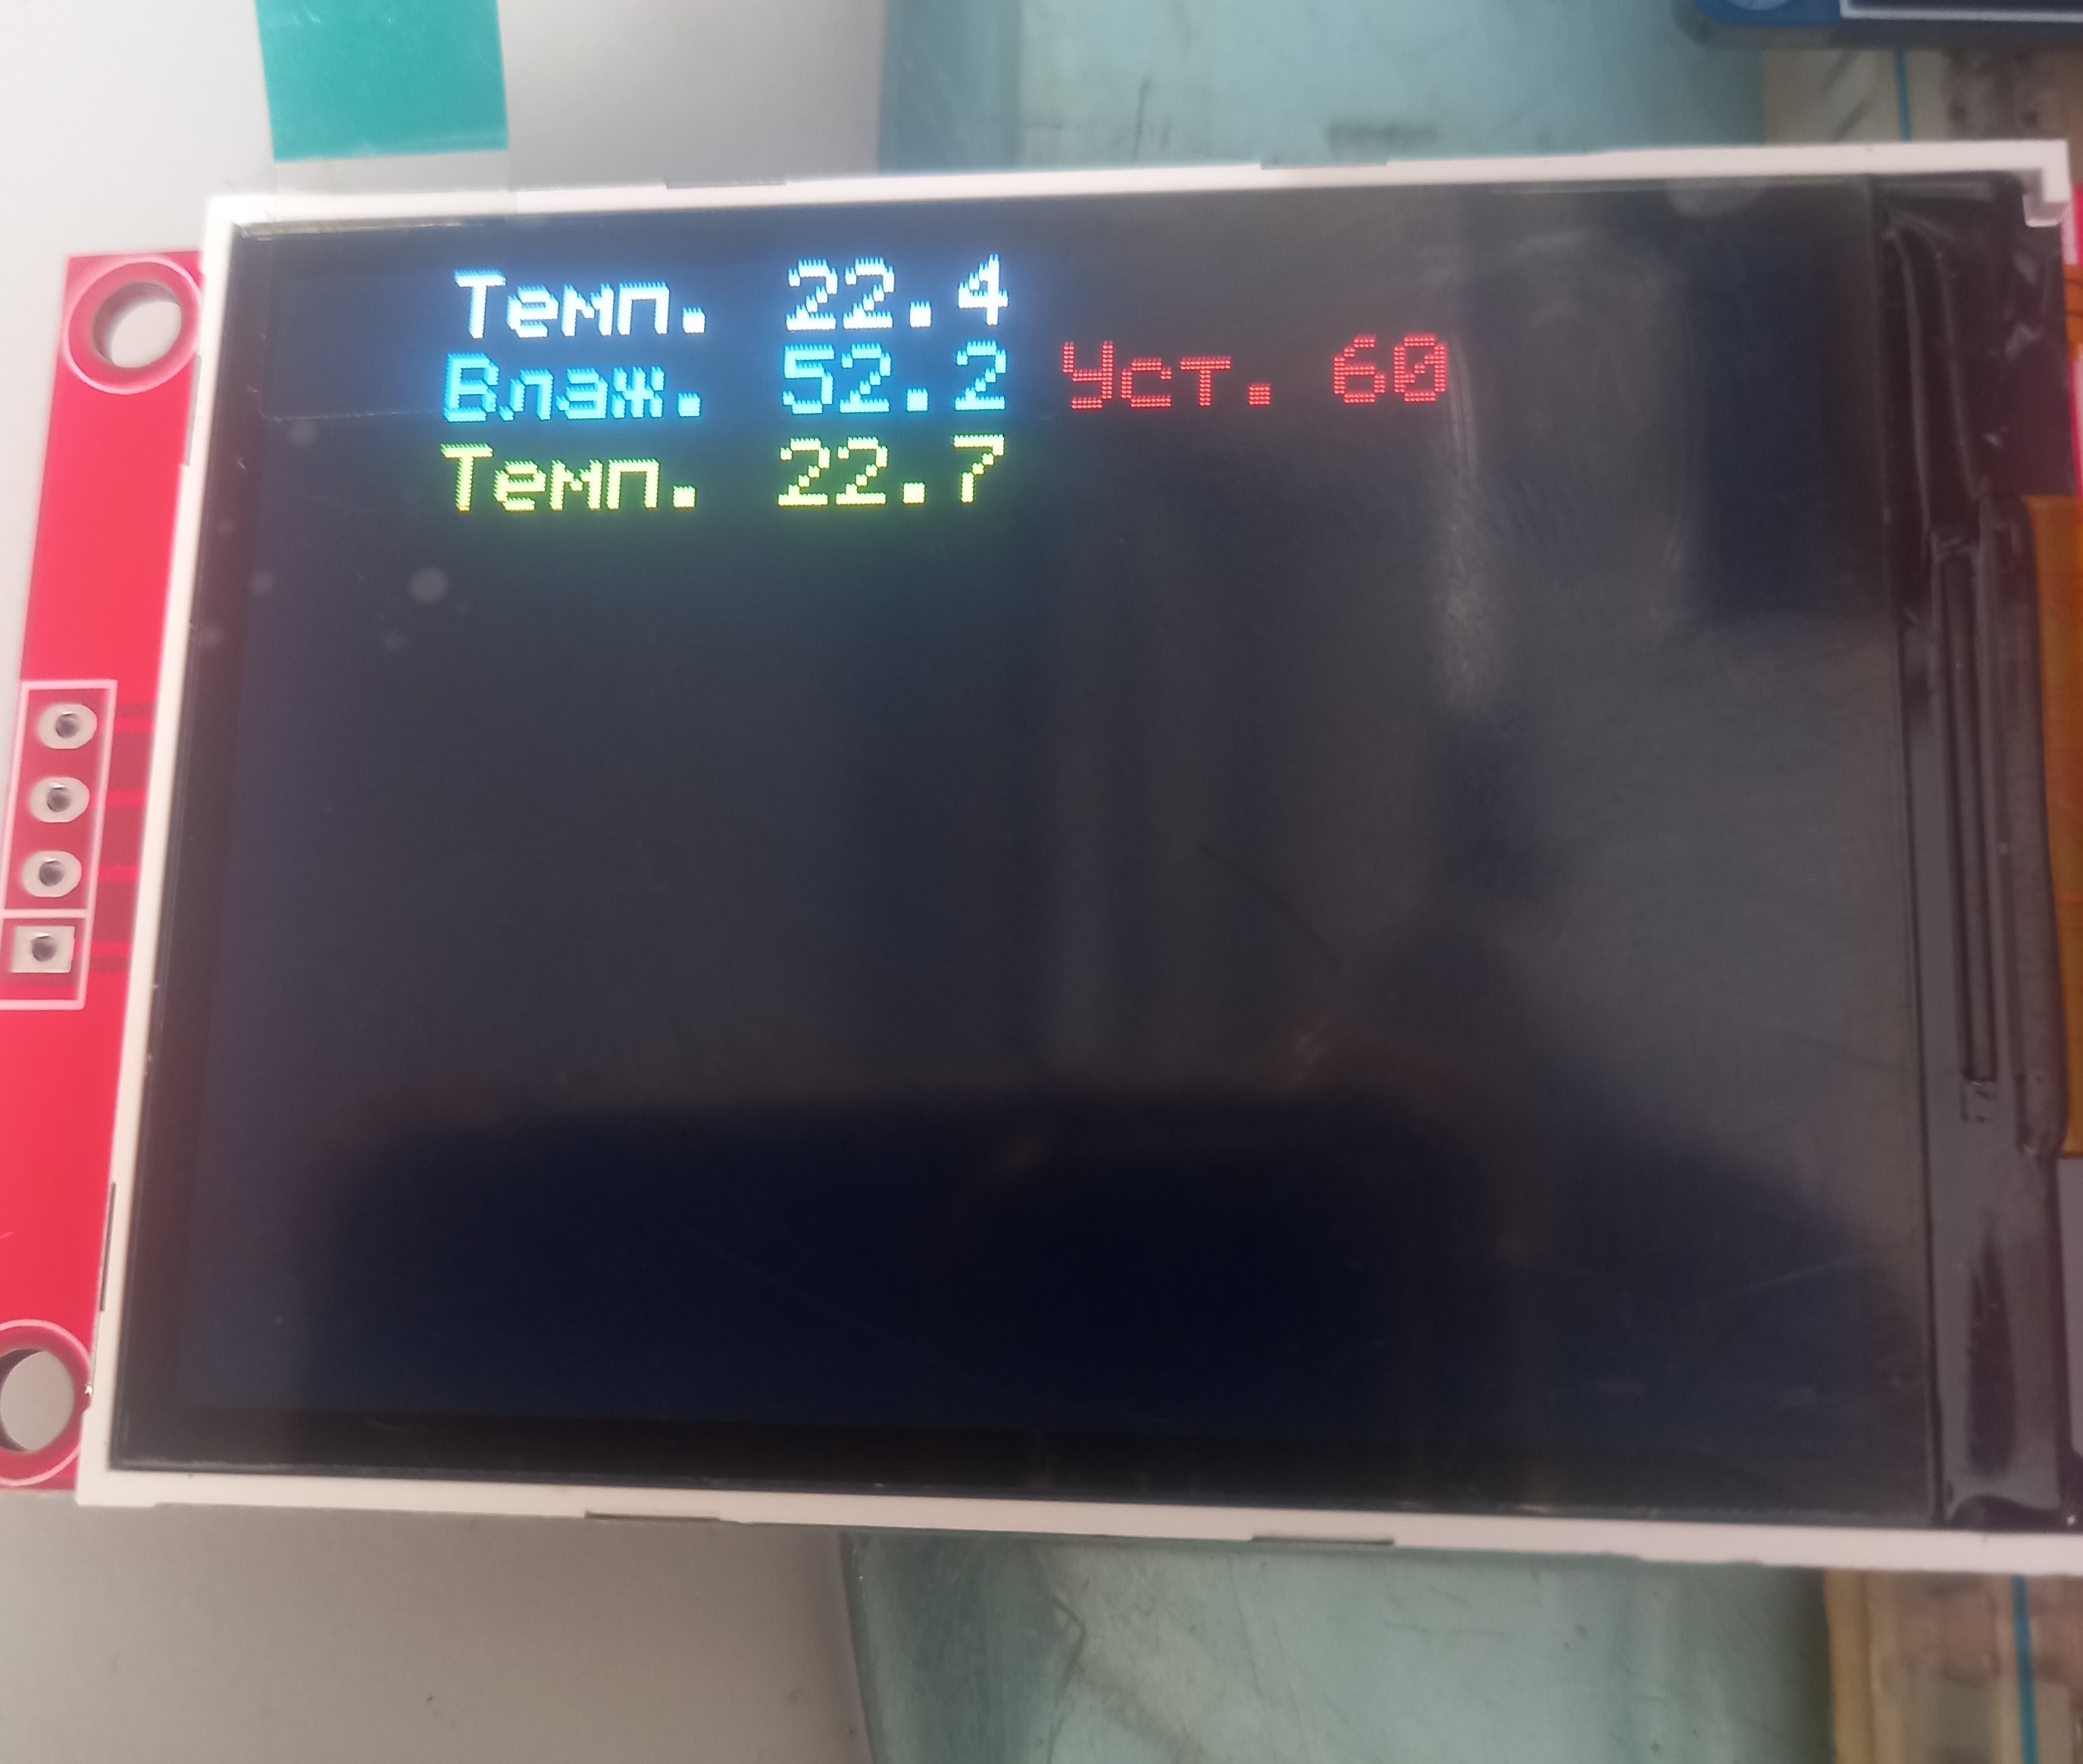 Темп. 22.4
Влаж. 52.2 Уст. 60
Темп. 22.7